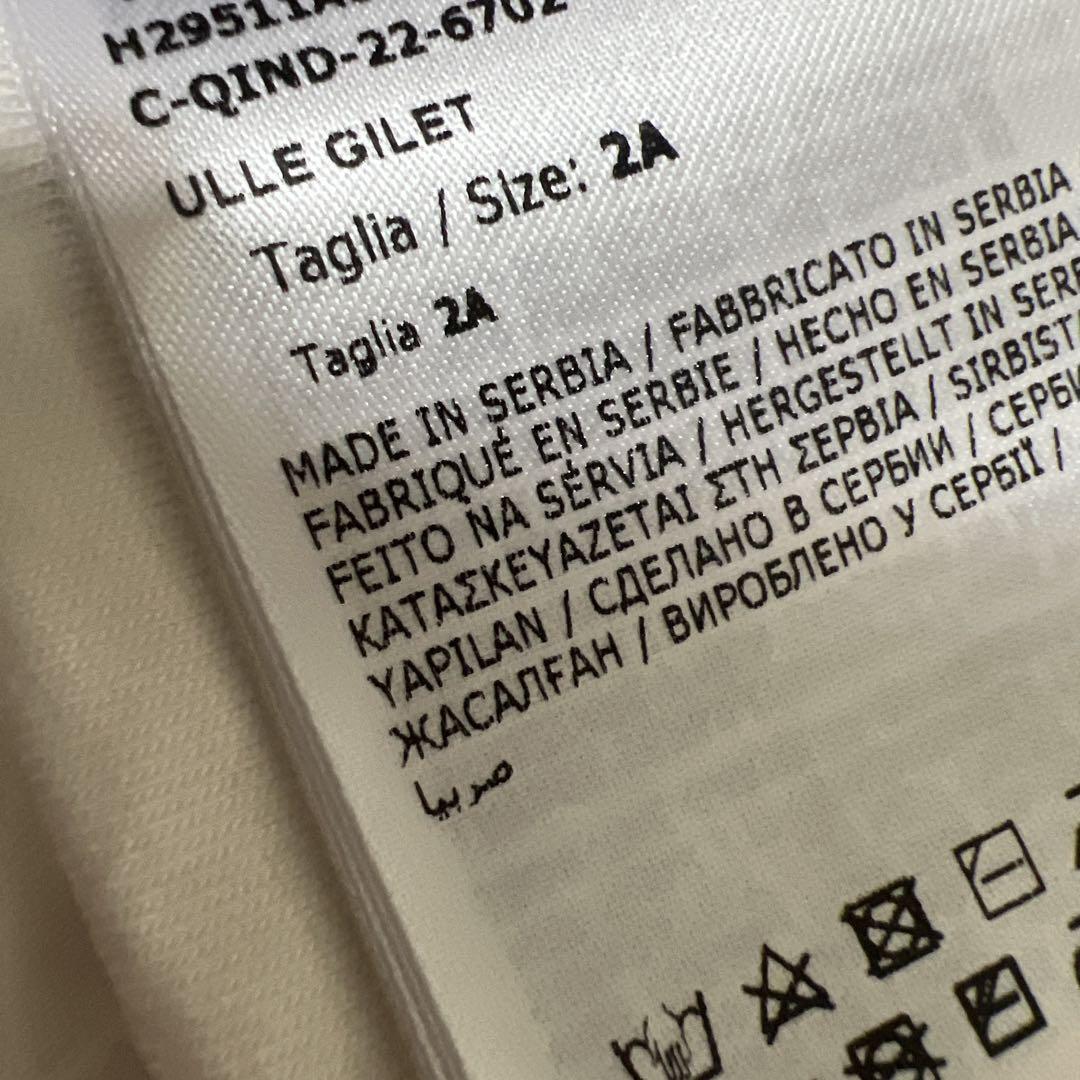 C-QIND-22-6702
ULLE GILET
Taglia / Size: 2A
Taglia 2A
MADE IN SERBIA / FABBRICATO IN SERBIA
FABRIQUÉ EN SERBIE / HECHO EN SERBIA
FEITO NA SÉRVIA / HERGESTELLT IN
ΚΑΤΑΣΚΕΥΑΖΕΤΑΙ ΣΤΗ ΣΕΡΒΙΑ /
YAPILAN / СДЕЛАНО В СЕРБИИ /
ЖАСАЛҒАН / ВИРОБЛЕНО У СЕРБІЇ /
صربيا